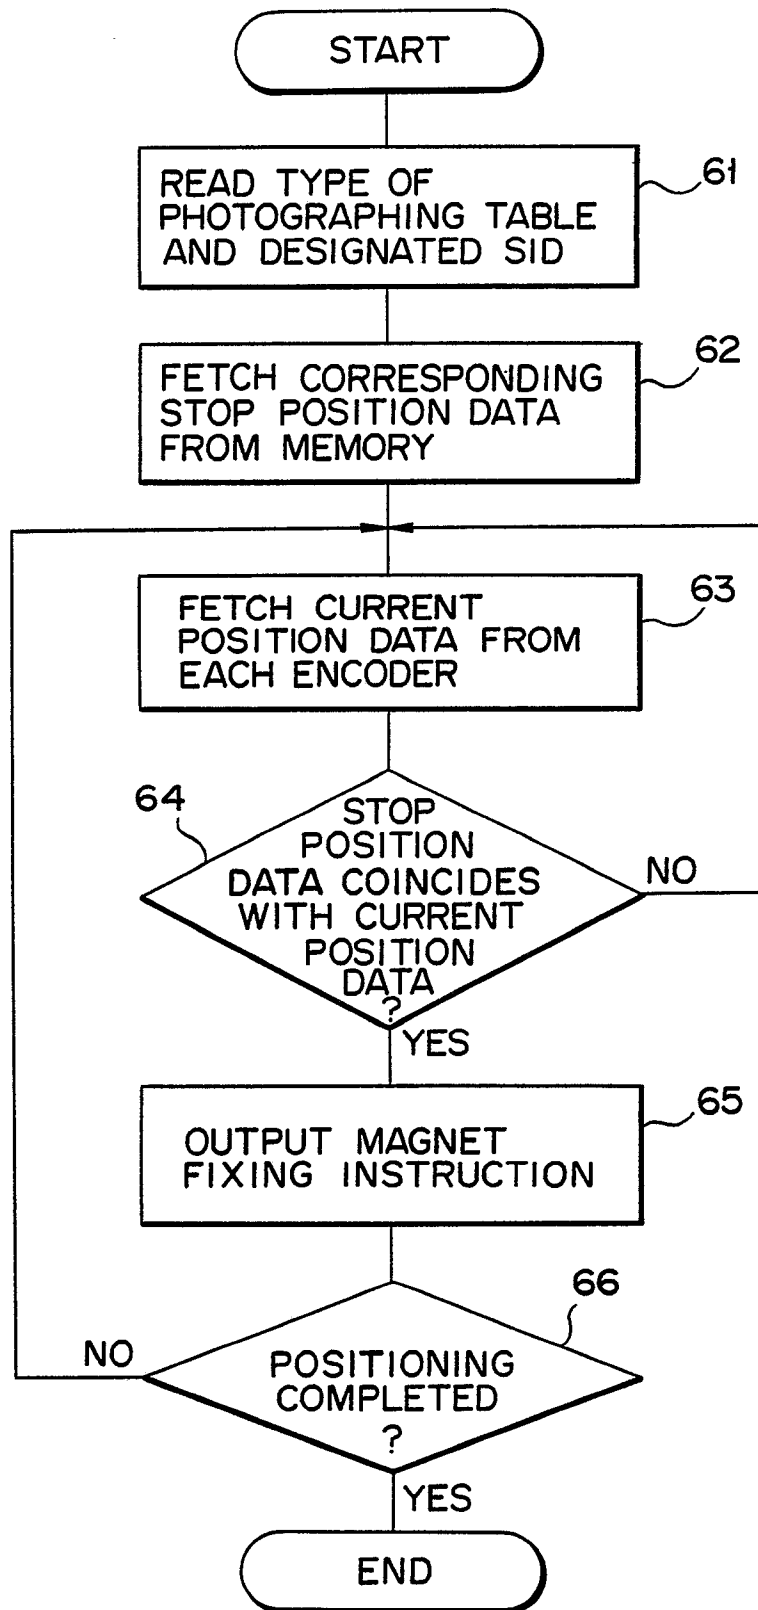 START
READ TYPE OF
PHOTOGRAPHING TABLE
AND DESIGNATED SID
61
FETCH CORRESPONDING
STOP POSITION DATA
FROM MEMORY
62
FETCH CURRENT
POSITION DATA FROM
EACH ENCODER
63
64
STOP
POSITION
DATA COINCIDES
WITH CURRENT
POSITION
DATA
?
NO
YES
OUTPUT MAGNET
FIXING INSTRUCTION
65
66
NO
POSITIONING
COMPLETED
?
YES
END